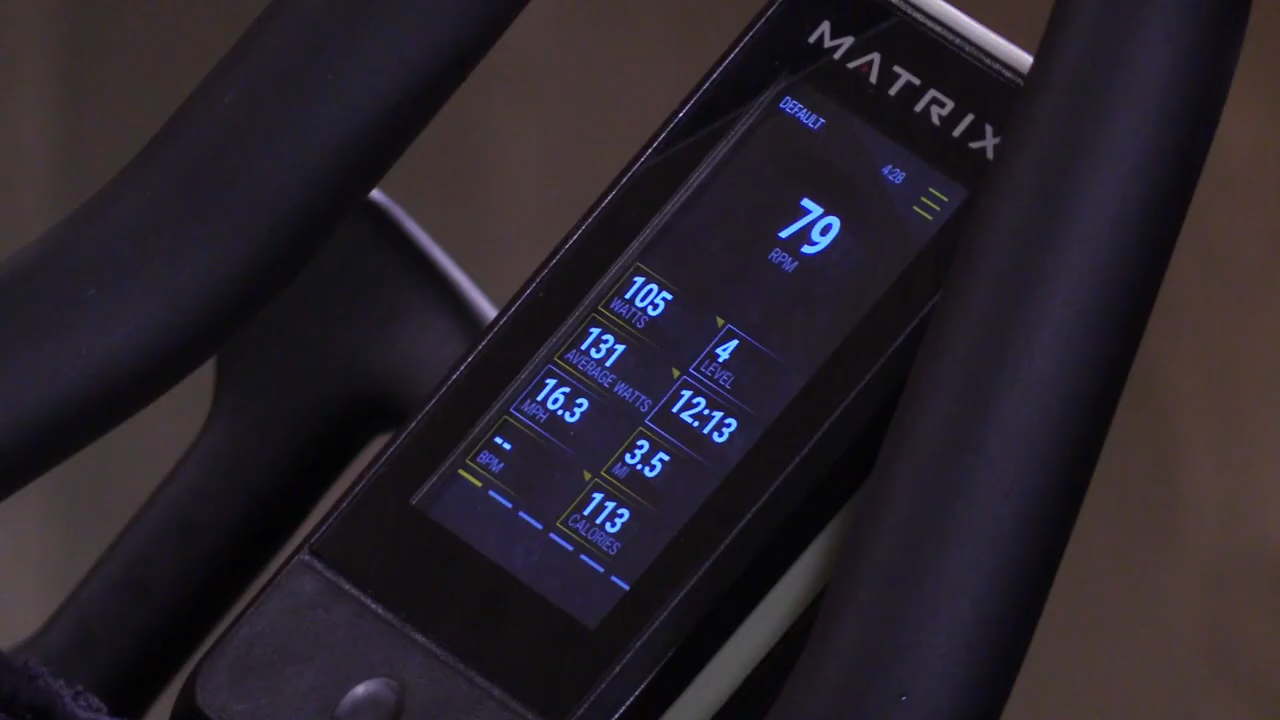 MATRIX
DEFAULT
4:28
79
RPM
105
WATTS
4
LEVEL
131
AVERAGE WATTS
12:13
16.3
MPH
3.5
MI
--
BPM
113
CALORIES